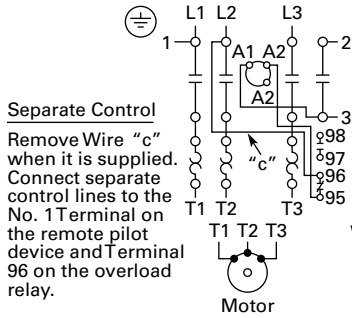 L1 L2 L3
1 2
A1 A2
A2
3
98
"c" 97
96
95
Separate Control
Remove Wire "c"
when it is supplied.
Connect separate
control lines to the
No. 1 Terminal on
the remote pilot
device and Terminal
96 on the overload
relay.
T1 T2 T3
T1 T2 T3
Motor